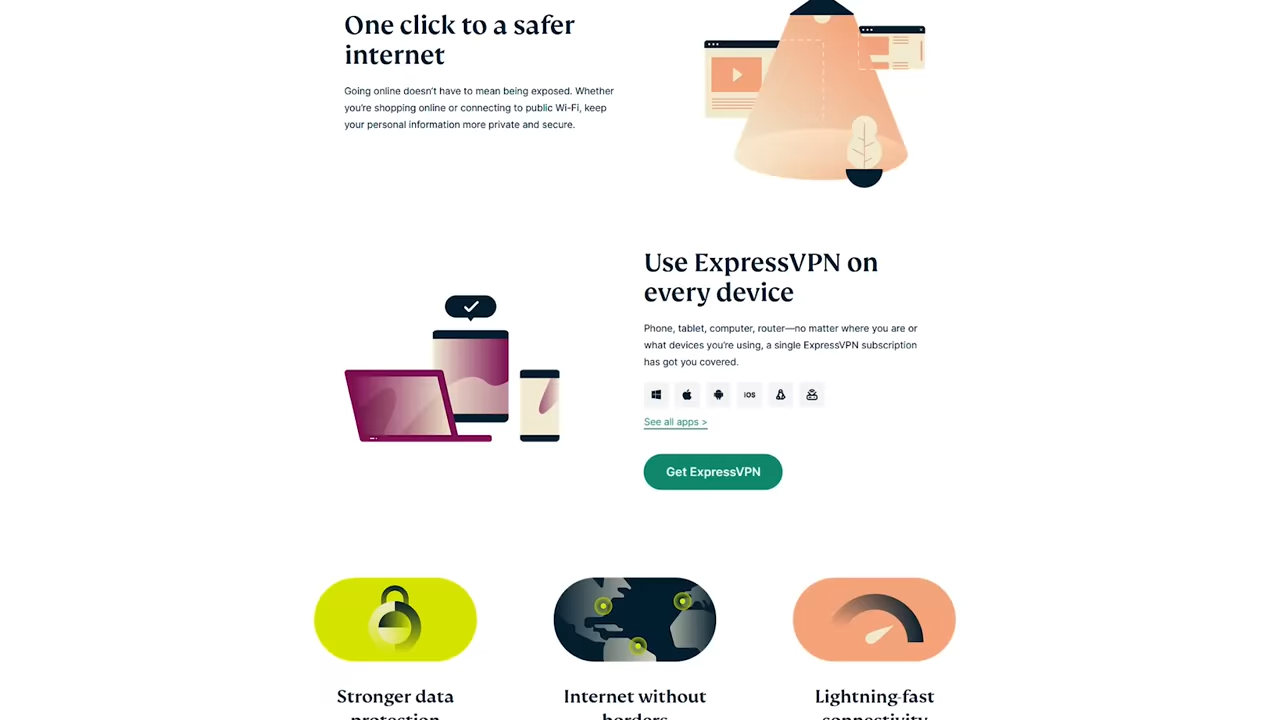 One click to a safer
internet
Going online doesn’t have to mean being exposed. Whether
you’re shopping online or connecting to public Wi-Fi, keep
your personal information more private and secure.
Use ExpressVPN on
every device
Phone, tablet, computer, router—no matter where you are or
what devices you’re using, a single ExpressVPN subscription
has got you covered.
iOS
See all apps >
Get ExpressVPN
Stronger data
protection
Internet without
borders
Lightning-fast
connectivity